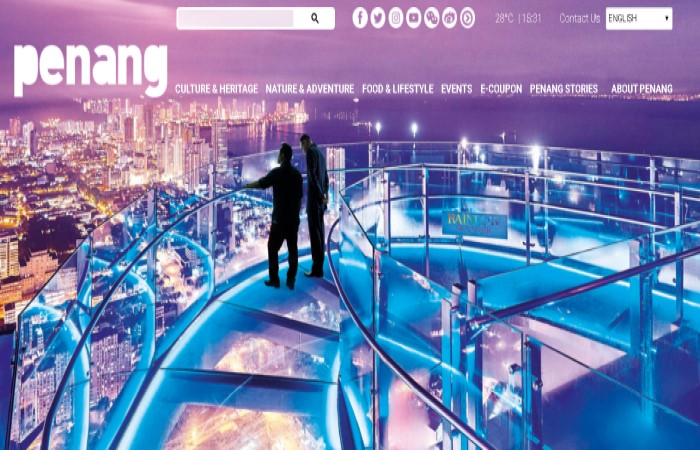 28°C | 15:31 Contact Us ENGLISH
penang
CULTURE & HERITAGE NATURE & ADVENTURE FOOD & LIFESTYLE EVENTS E-COUPON PENANG STORIES ABOUT PENANG
RAINBOW